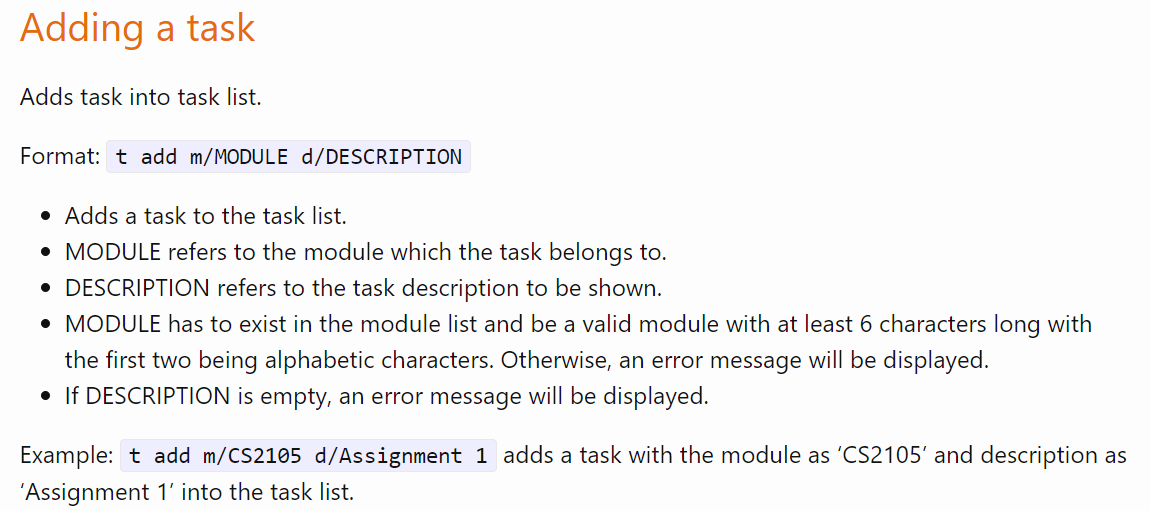 Adding a task
Adds task into task list.
Format: t add m/MODULE d/DESCRIPTION
• Adds a task to the task list.
• MODULE refers to the module which the task belongs to.
• DESCRIPTION refers to the task description to be shown.
• MODULE has to exist in the module list and be a valid module with at least 6 characters long with
the first two being alphabetic characters. Otherwise, an error message will be displayed.
• If DESCRIPTION is empty, an error message will be displayed.
Example: t add m/CS2105 d/Assignment 1 adds a task with the module as ‘CS2105’ and description as
‘Assignment 1’ into the task list.